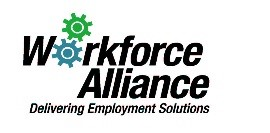 Workforce
Alliance
Delivering Employment Solutions